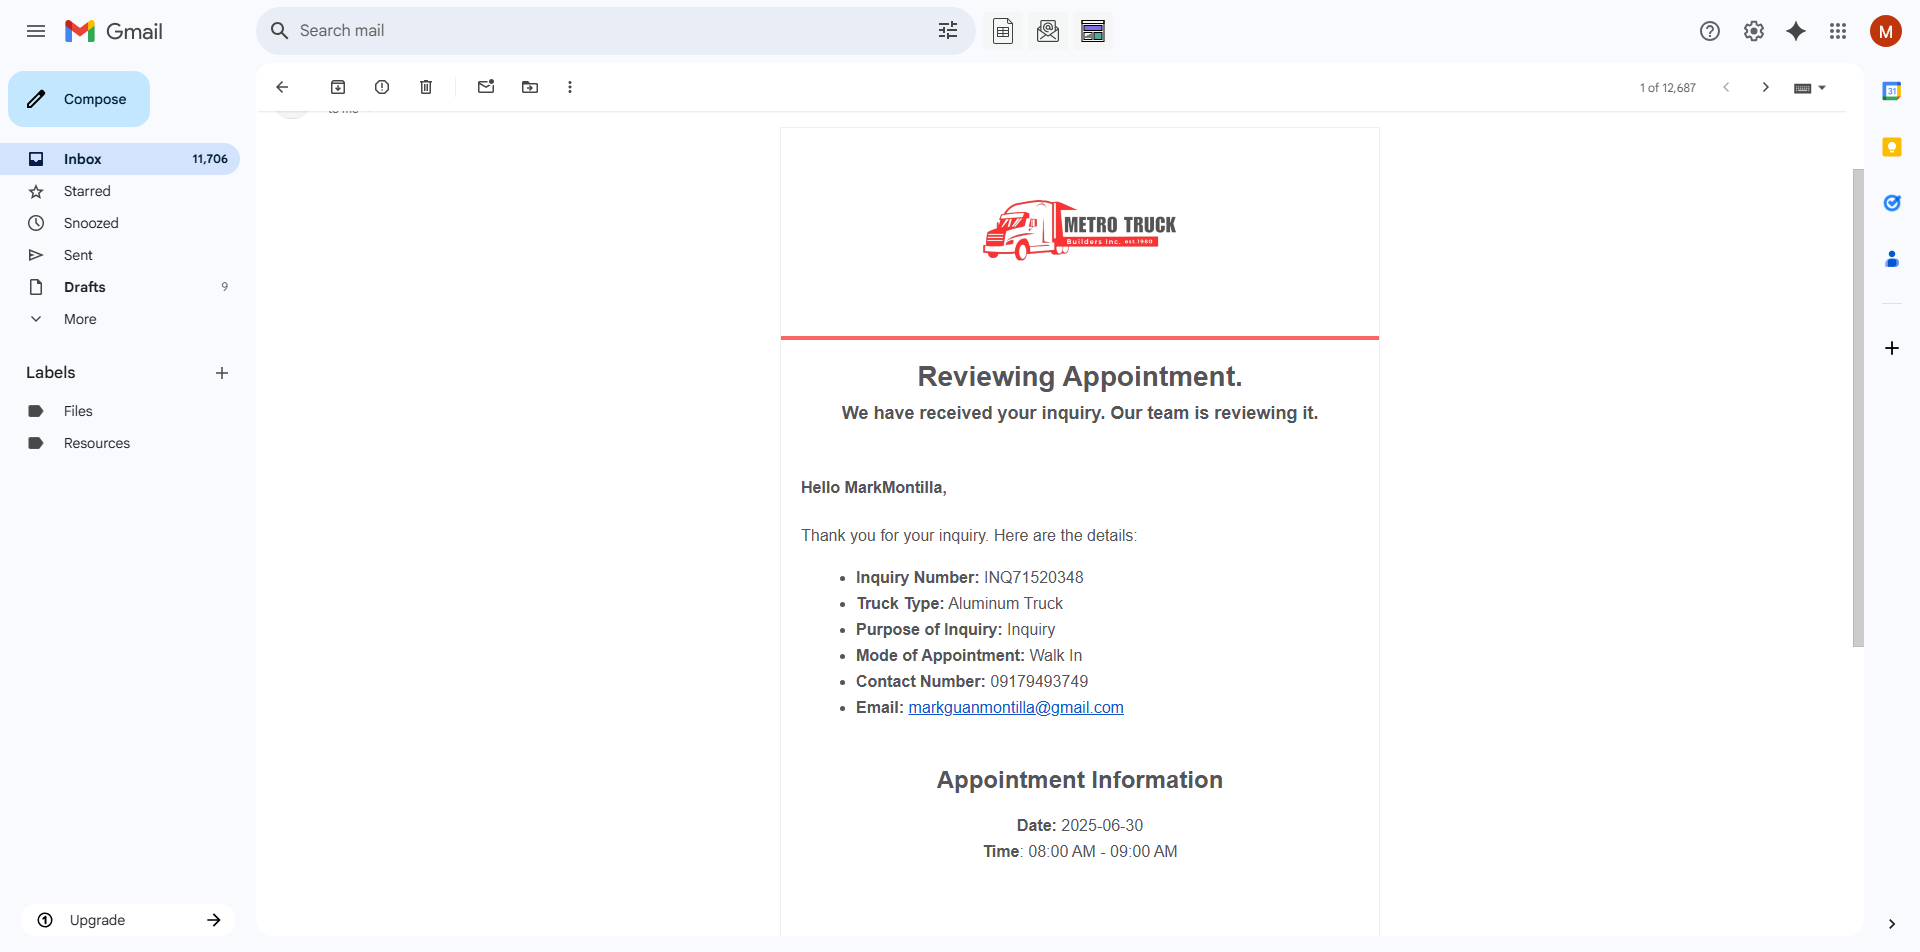 Gmail
Search mail
M
Compose
1 of 12,687
31
Inbox 11,706
Starred
Snoozed
Sent
Drafts 9
More
Labels
Files
Resources
METRO TRUCK
Builders Inc. est.1980
Reviewing Appointment.
We have received your inquiry. Our team is reviewing it.
Hello MarkMontilla,
Thank you for your inquiry. Here are the details:
• Inquiry Number: INQ71520348
• Truck Type: Aluminum Truck
• Purpose of Inquiry: Inquiry
• Mode of Appointment: Walk In
• Contact Number: 09179493749
• Email: markguanmontilla@gmail.com
Appointment Information
Date: 2025-06-30
Time: 08:00 AM - 09:00 AM
Upgrade